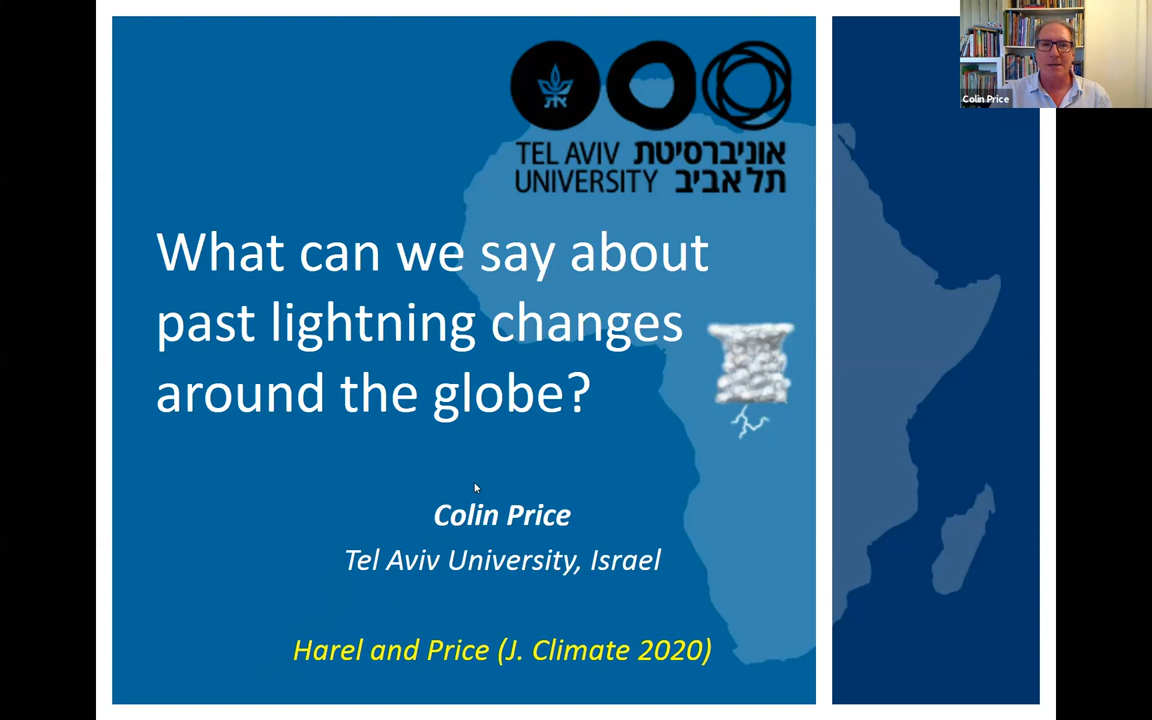 TEL AVIV אוניברסיטת
UNIVERSITY תל אביב
What can we say about
past lightning changes
around the globe?
Colin Price
Tel Aviv University, Israel
Harel and Price (J. Climate 2020)
Colin Price